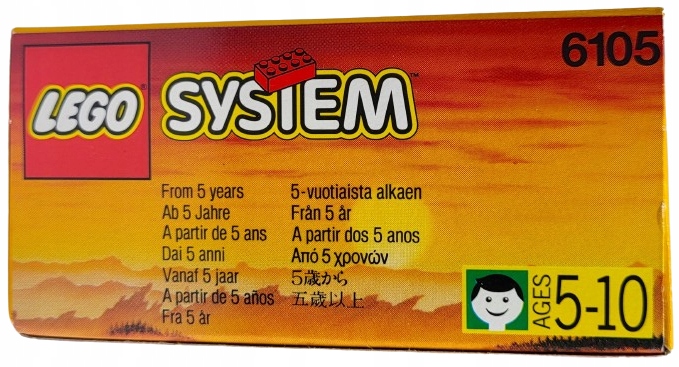 LEGO
SYSTEM™
6105
From 5 years
Ab 5 Jahre
A partir de 5 ans
Dai 5 anni
Vanaf 5 jaar
A partir de 5 años
Fra 5 år
5-vuotiaista alkaen
Från 5 år
A partir dos 5 anos
Από 5 χρονών
5歳から
五歲以上
AGES
5-10